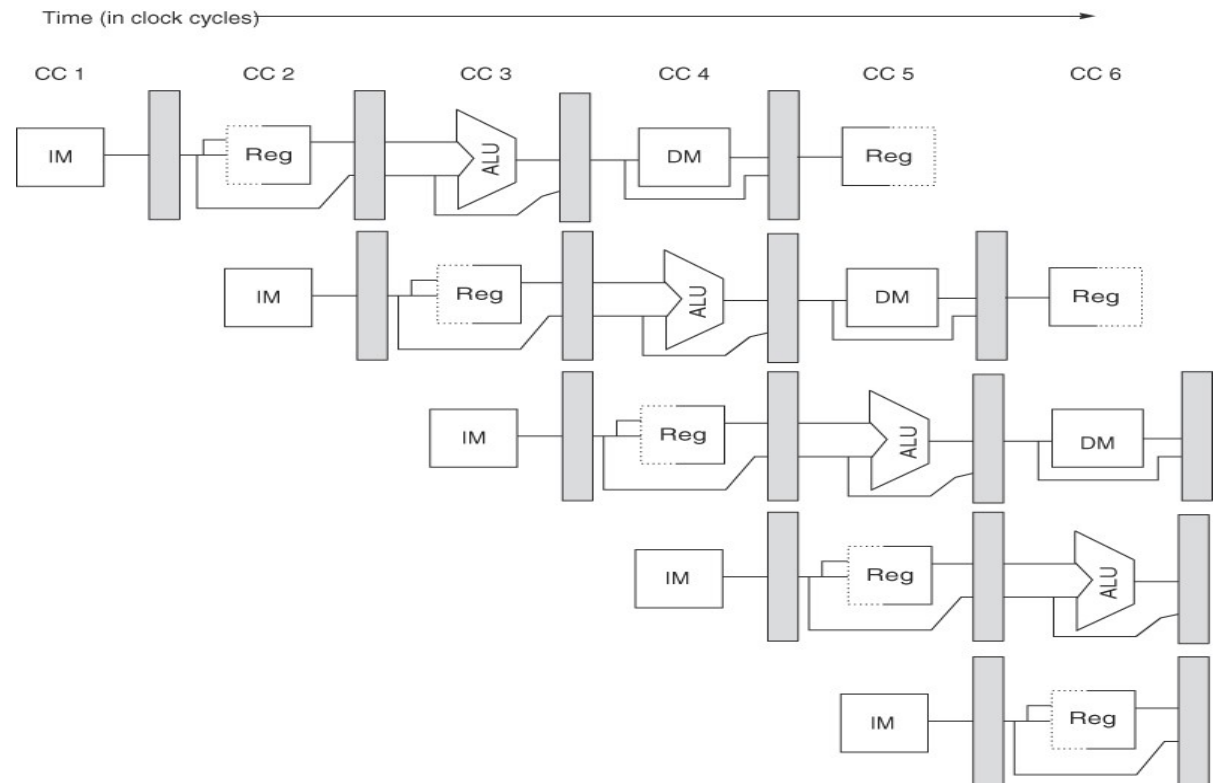 Time (in clock cycles)
CC 1 CC 2 CC 3 CC 4 CC 5 CC 6
IM Reg ALU DM Reg
IM Reg ALU DM Reg
IM Reg ALU DM
IM Reg ALU
IM Reg